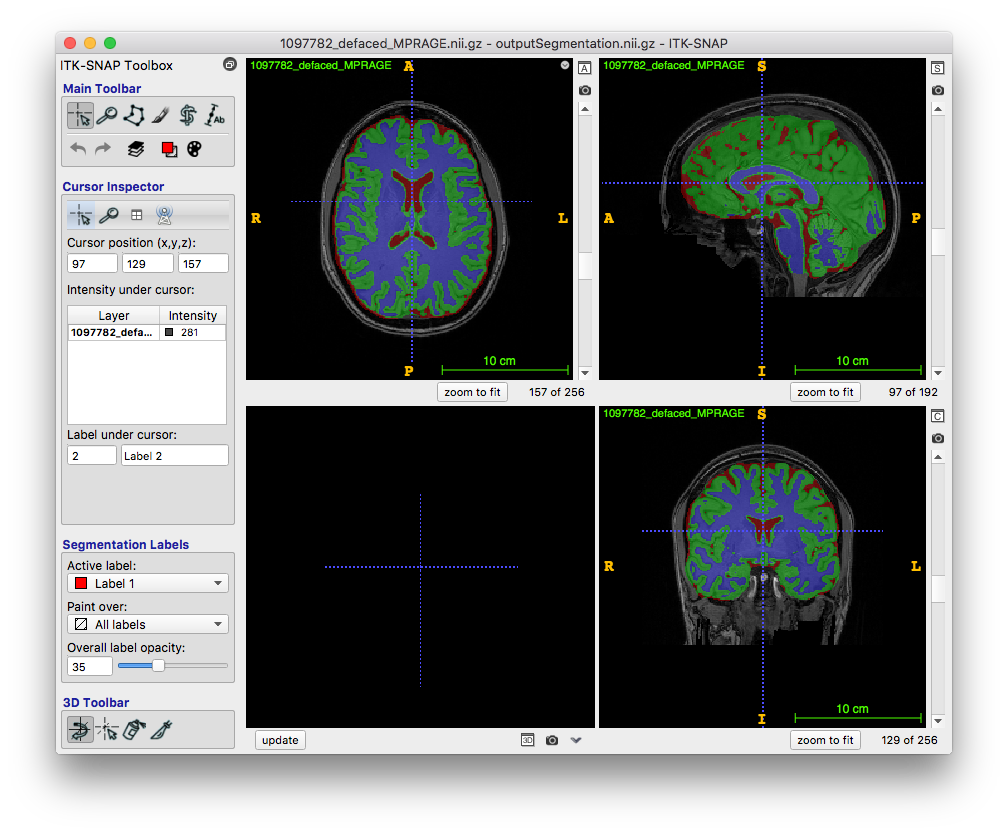 1097782_defaced_MPRAGE.nii.gz - outputSegmentation.nii.gz - ITK-SNAP
ITK-SNAP Toolbox
Main Toolbar
Ab
Cursor Inspector
Cursor position (x,y,z):
97 129 157
Intensity under cursor:
Layer Intensity
1097782_defa... 281
Label under cursor:
2 Label 2
Segmentation Labels
Active label:
Label 1
Paint over:
All labels
Overall label opacity:
35
3D Toolbar
1097782_defaced_MPRAGE A A
R L
10 cm
P
zoom to fit 157 of 256
1097782_defaced_MPRAGE S S
A P
10 cm
I
zoom to fit 97 of 192
update 3D
1097782_defaced_MPRAGE S C
R L
10 cm
I
zoom to fit 129 of 256